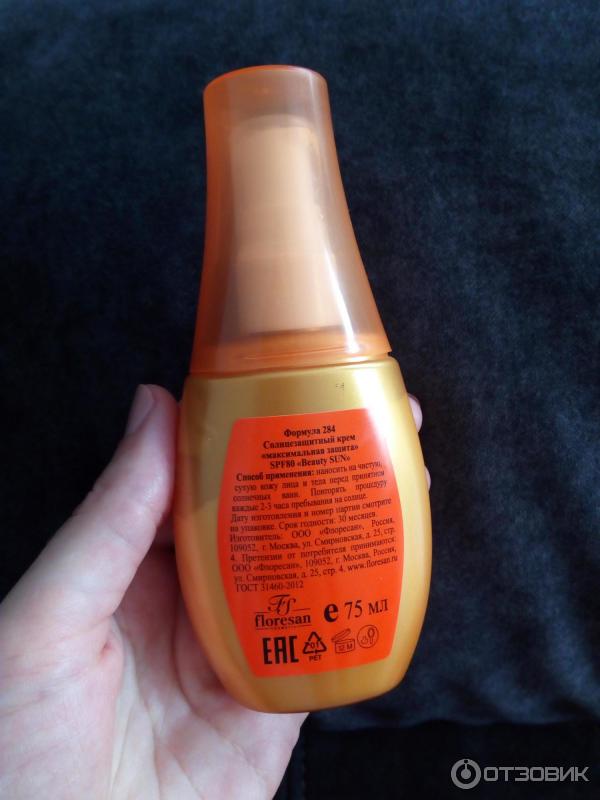 Формула 284
Солнцезащитный крем
«максимальная защита»
SPF80 «Beauty SUN»
Способ применения: наносить на чистую,
сухую кожу лица и тела перед принятием
солнечных ванн. Повторять процедуру
каждые 2-3 часа пребывания на солнце.
Дату изготовления и номер партии смотрите
на упаковке. Срок годности: 30 месяцев.
Изготовитель: ООО «Флоресан», Россия,
109052, г. Москва, ул. Смирновская, д. 25, стр.
4. Претензии от потребителя принимаются:
ООО «Флоресан», 109052, г. Москва, Россия,
ул. Смирновская, д. 25, стр. 4. www.floresan.ru
ГОСТ 31460-2012
floresan
e 75 мл
EAC 01 PET 12 M
ОТЗОВИК